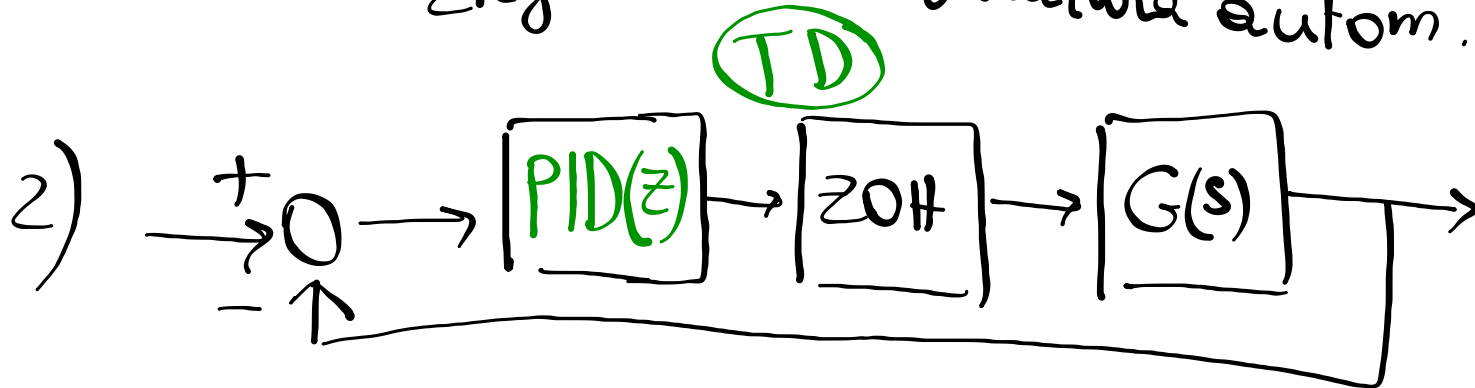 autom.
TD
2) + PID(z) ZOH G(s)
-